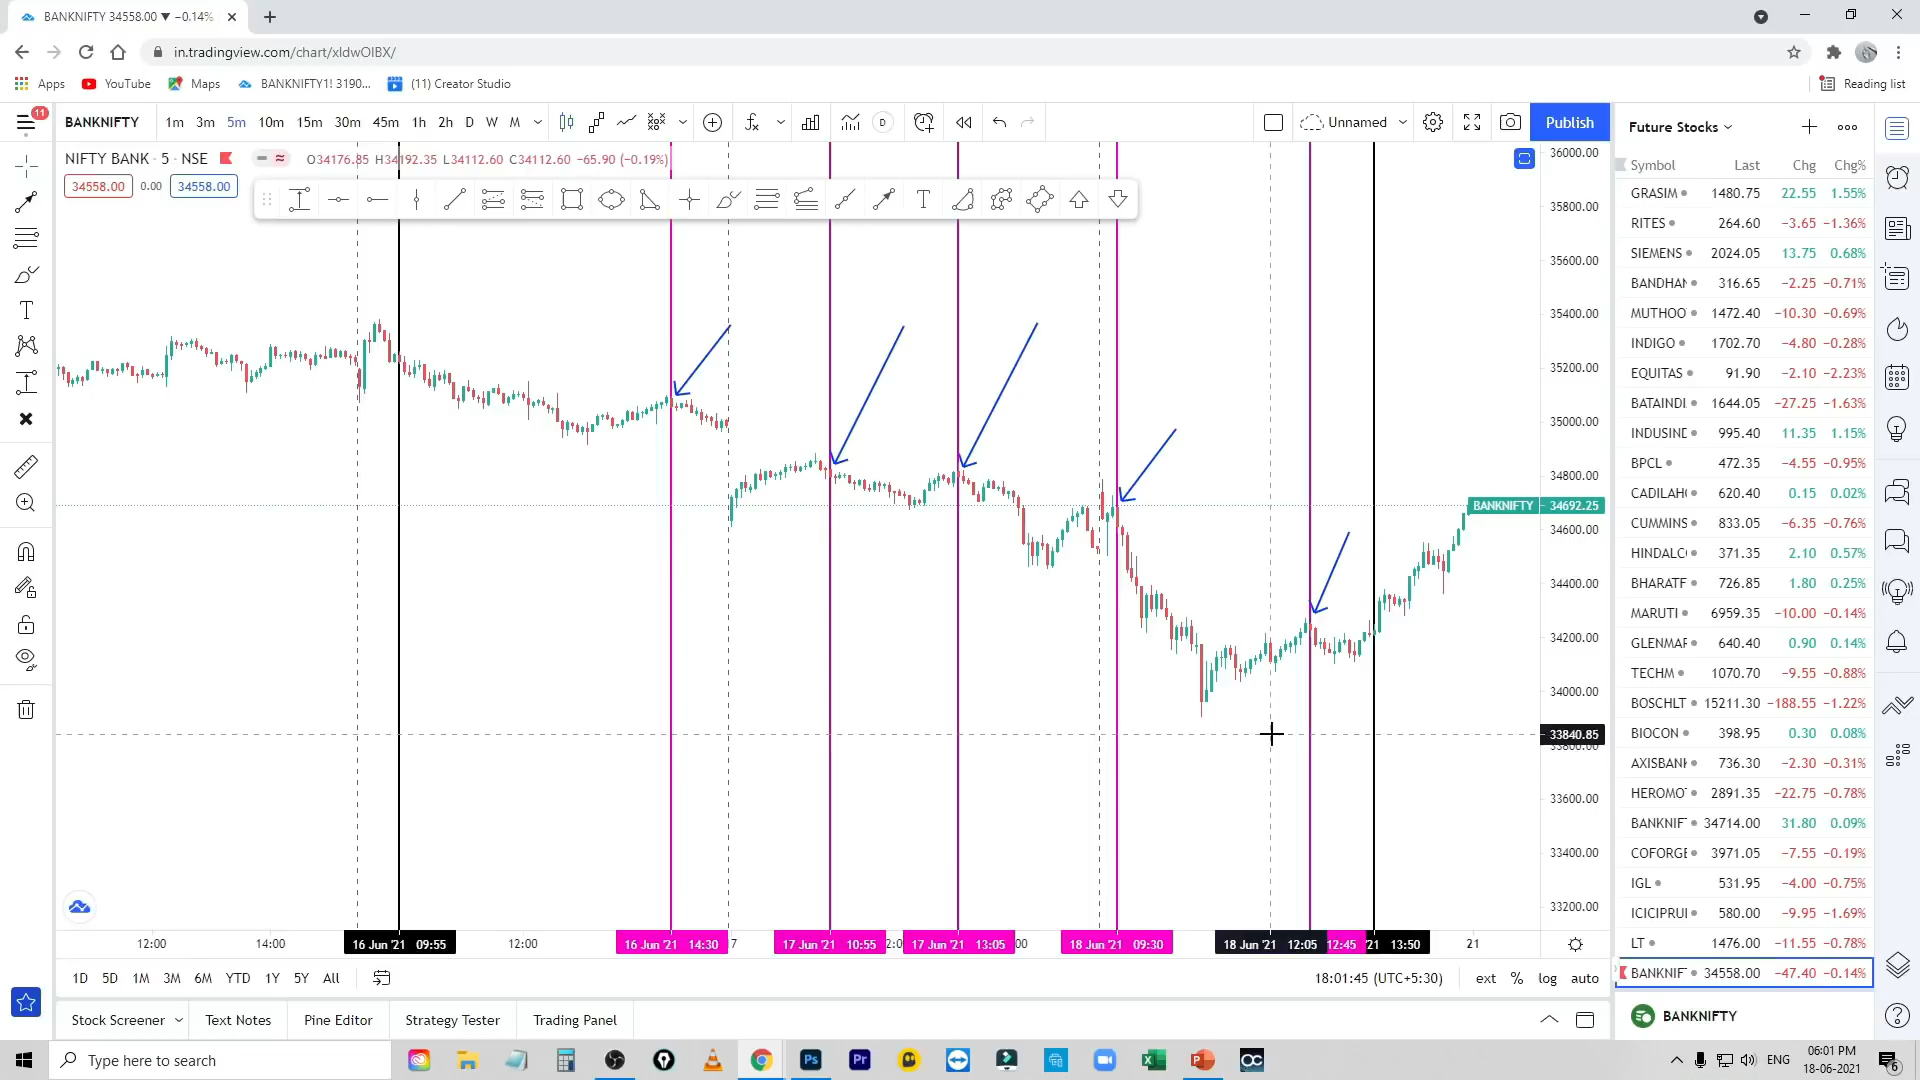 BANKNIFTY 34558.00 ▼ −0.14%
in.tradingview.com/chart/xIdwOIBX/
Apps YouTube Maps BANKNIFTY1! 3190... (11) Creator Studio Reading list
11
BANKNIFTY 1m 3m 5m 10m 15m 30m 45m 1h 2h D W M D Unnamed Publish
Future Stocks
NIFTY BANK · 5 · NSE O34176.85 H34192.35 L34112.60 C34112.60 −65.90 (−0.19%)
34558.00 0.00 34558.00
Symbol Last Chg Chg%
GRASIM 1480.75 22.55 1.55%
RITES 264.60 −3.65 −1.36%
SIEMENS 2024.05 13.75 0.68%
BANDHAN 316.65 −2.25 −0.71%
MUTHOO 1472.40 −10.30 −0.69%
INDIGO 1702.70 −4.80 −0.28%
EQUITAS 91.90 −2.10 −2.23%
BATAINDI 1644.05 −27.25 −1.63%
INDUSIND 995.40 11.35 1.15%
BPCL 472.35 −4.55 −0.95%
CADILAH 620.40 0.15 0.02%
CUMMINS 833.05 −6.35 −0.76%
HINDALC 371.35 2.10 0.57%
BHARATF 726.85 1.80 0.25%
MARUTI 6959.35 −10.00 −0.14%
GLENMAR 640.40 0.90 0.14%
TECHM 1070.70 −9.55 −0.88%
BOSCHLT 15211.30 −188.55 −1.22%
BIOCON 398.95 0.30 0.08%
AXISBANK 736.30 −2.30 −0.31%
HEROMO 2891.35 −22.75 −0.78%
BANKNIF 34714.00 31.80 0.09%
COFORGE 3971.05 −7.55 −0.19%
IGL 531.95 −4.00 −0.75%
ICICIPRUI 580.00 −9.95 −1.69%
LT 1476.00 −11.55 −0.78%
BANKNIF 34558.00 −47.40 −0.14%
BANKNIFTY
36000.00
35800.00
35600.00
35400.00
35200.00
35000.00
34800.00
BANKNIFTY 34692.25
34600.00
34400.00
34200.00
34000.00
33840.85
33800.00
33600.00
33400.00
33200.00
12:00 14:00 16 Jun '21 09:55 12:00 16 Jun '21 14:30 7 17 Jun '21 10:55 17 Jun '21 13:05 18 Jun '21 09:30 18 Jun '21 12:05 12:45 '21 13:50 21
1D 5D 1M 3M 6M YTD 1Y 5Y All 18:01:45 (UTC+5:30) ext % log auto
Stock Screener Text Notes Pine Editor Strategy Tester Trading Panel
Type here to search
ENG 06:01 PM
18-06-2021
6